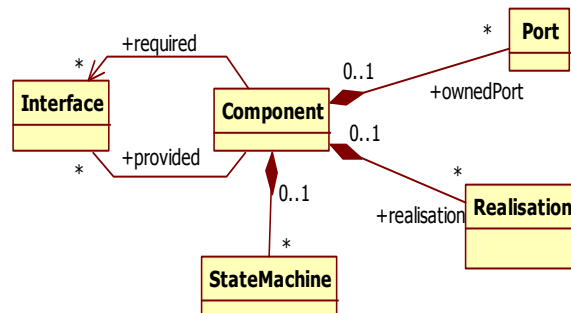 Port
*
+required
0..1
+ownedPort
*
Interface
Component
0..1
+provided
*
*
0..1
+realisation
Realisation
*
StateMachine